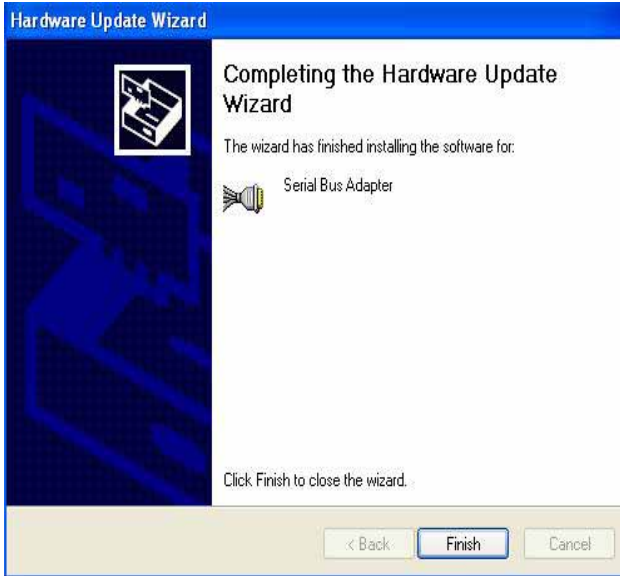 Hardware Update Wizard
Completing the Hardware Update
Wizard
The wizard has finished installing the software for:
Serial Bus Adapter
Click Finish to close the wizard.
< Back
Finish
Cancel